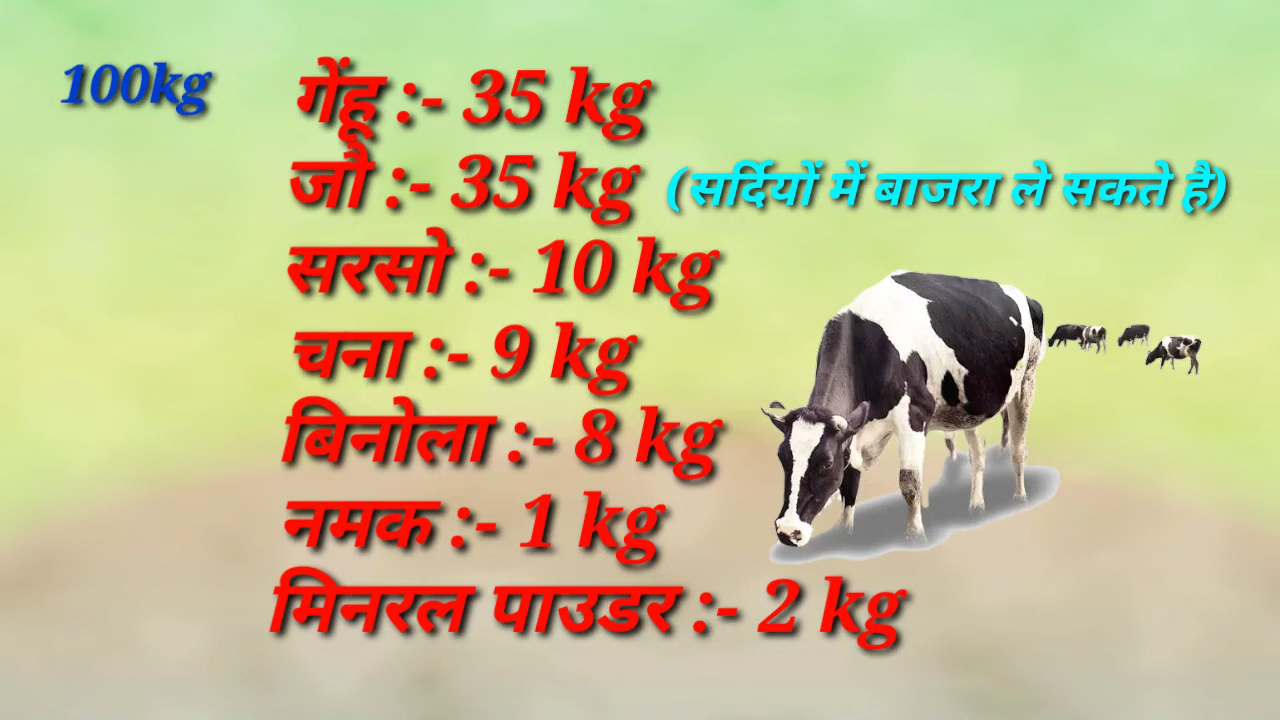 100kg
गेंहू :- 35 kg
जौ :- 35 kg (सर्दियों में बाजरा ले सकते है)
सरसो :- 10 kg
चना :- 9 kg
बिनोला :- 8 kg
नमक :- 1 kg
मिनरल पाउडर :- 2 kg